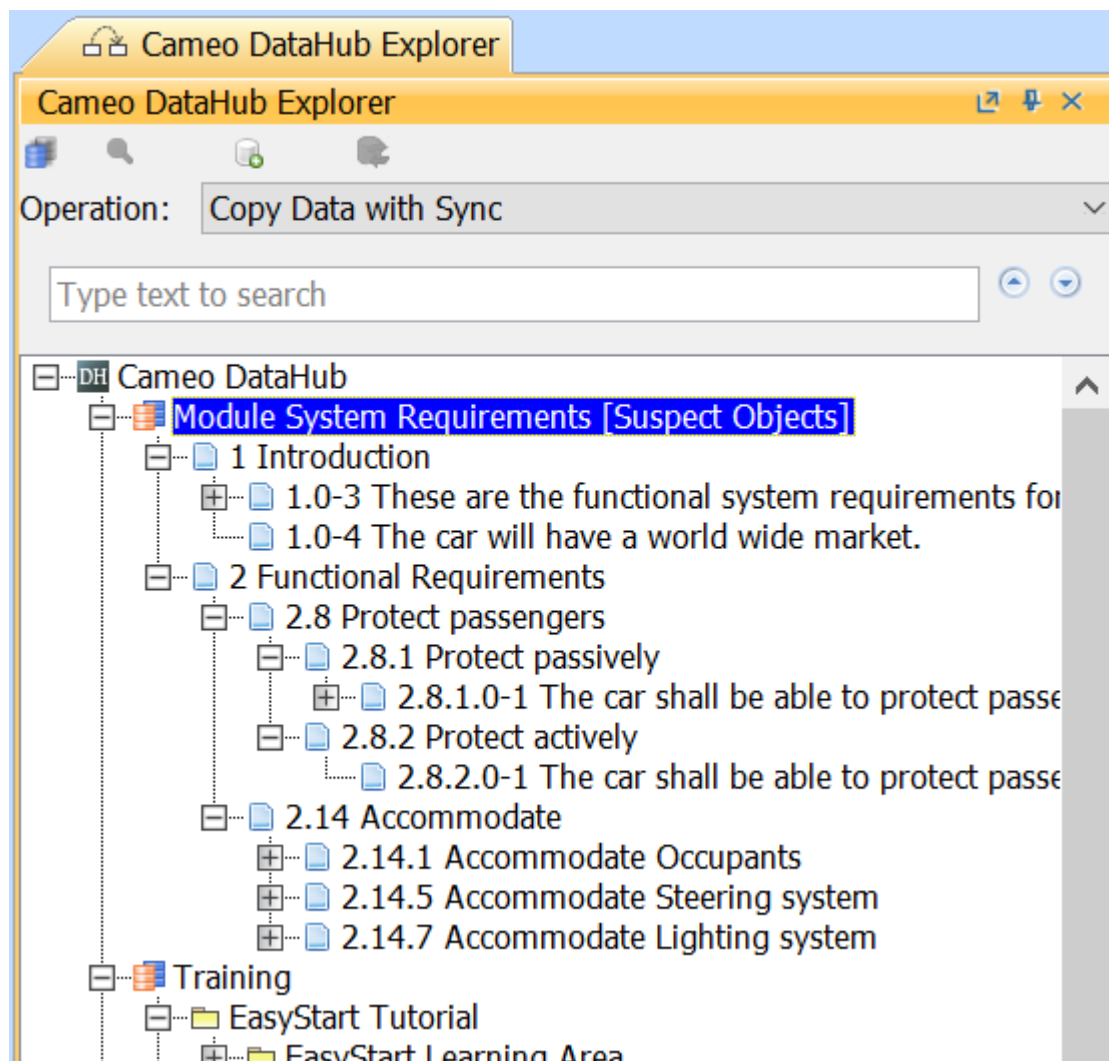 Cameo DataHub Explorer
Cameo DataHub Explorer
Operation: Copy Data with Sync
Type text to search
DH Cameo DataHub
Module System Requirements [Suspect Objects]
1 Introduction
1.0-3 These are the functional system requirements for
1.0-4 The car will have a world wide market.
2 Functional Requirements
2.8 Protect passengers
2.8.1 Protect passively
2.8.1.0-1 The car shall be able to protect passe
2.8.2 Protect actively
2.8.2.0-1 The car shall be able to protect passe
2.14 Accommodate
2.14.1 Accommodate Occupants
2.14.5 Accommodate Steering system
2.14.7 Accommodate Lighting system
Training
EasyStart Tutorial
EasyStart Learning Area